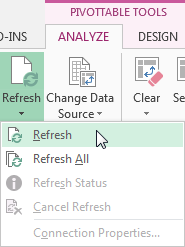 PIVOTTABLE TOOLS
D-INS
ANALYZE
DESIGN
Refresh
Change Data Source
Clear
Se
Refresh
Refresh All
Refresh Status
Cancel Refresh
Connection Properties...